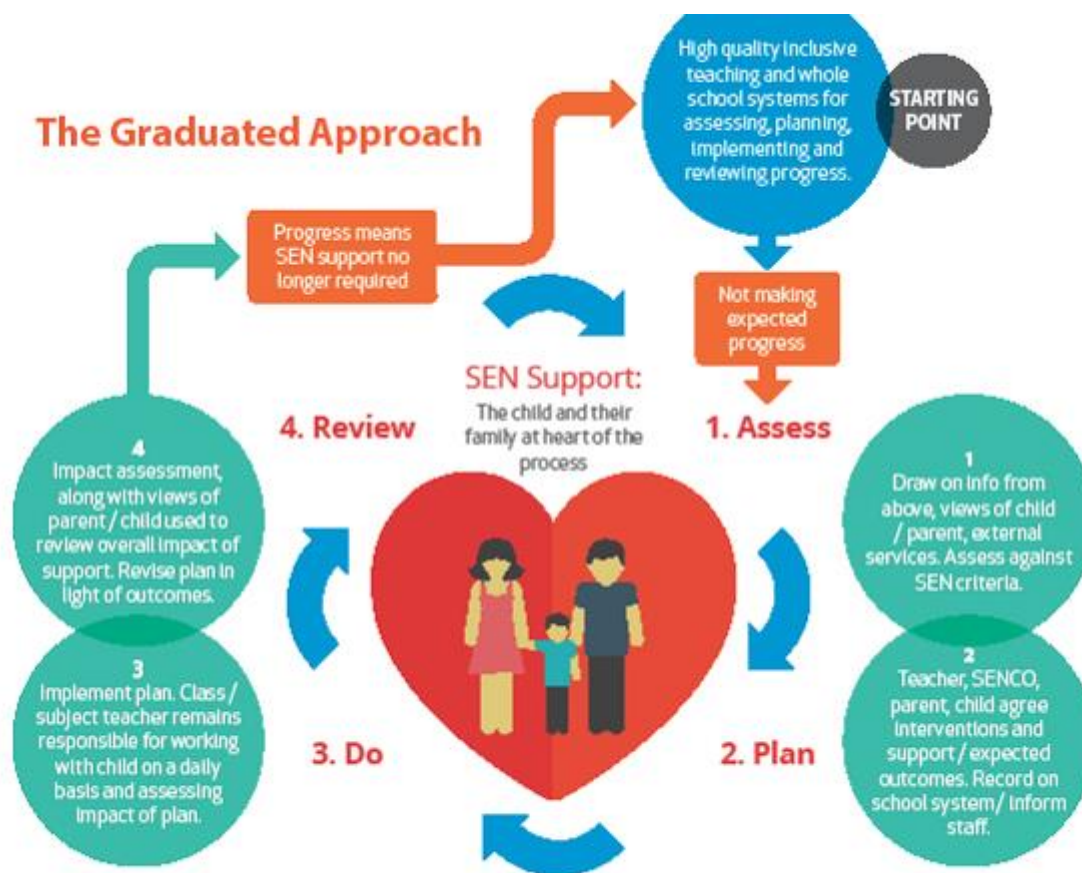 The Graduated Approach
High quality inclusive
teaching and whole
school systems for
assessing, planning,
implementing and
reviewing progress.
STARTING
POINT
Progress means
SEN support no
longer required
Not making
expected
progress
SEN Support:
The child and their
family at heart of the
process
4. Review
1. Assess
4
Impact assessment,
along with views of
parent / child used to
review overall impact of
support. Revise plan in
light of outcomes.
1
Draw on info from
above, views of child
/ parent, external
services. Assess against
SEN criteria.
3
Implement plan. Class /
subject teacher remains
responsible for working
with child on a daily
basis and assessing
impact of plan.
3. Do
2. Plan
2
Teacher, SENCO,
parent, child agree
interventions and
support / expected
outcomes. Record on
school system / inform
staff.